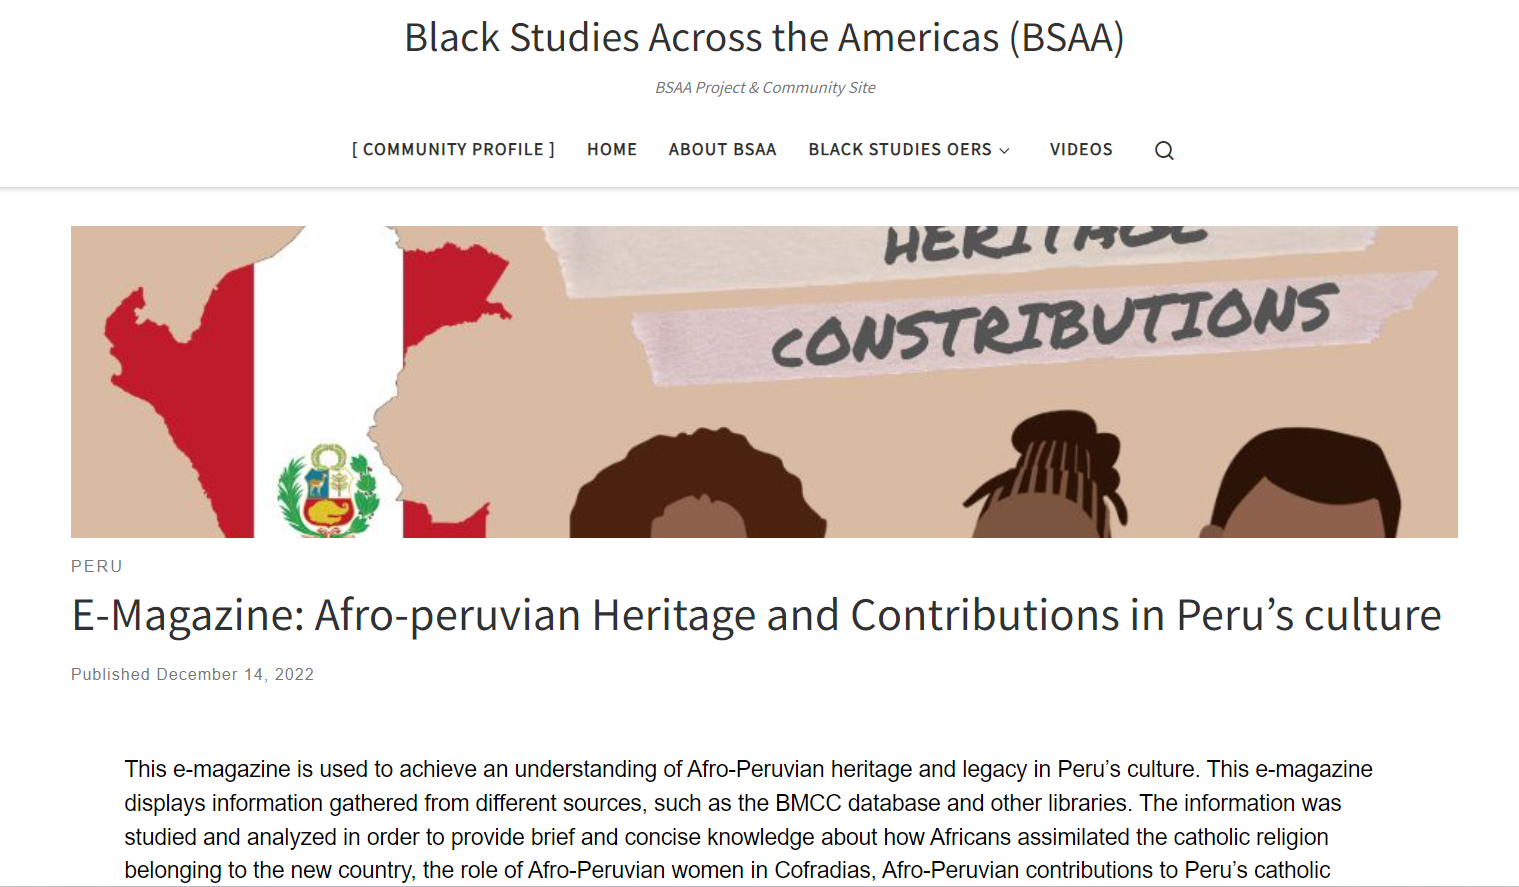 Black Studies Across the Americas (BSAA)
BSAA Project & Community Site
[ COMMUNITY PROFILE ] HOME ABOUT BSAA BLACK STUDIES OERS VIDEOS
HERITAGE
CONSTRIBUTIONS
PERU
E-Magazine: Afro-peruvian Heritage and Contributions in Peru’s culture
Published December 14, 2022
This e-magazine is used to achieve an understanding of Afro-Peruvian heritage and legacy in Peru’s culture. This e-magazine
displays information gathered from different sources, such as the BMCC database and other libraries. The information was
studied and analyzed in order to provide brief and concise knowledge about how Africans assimilated the catholic religion
belonging to the new country, the role of Afro-Peruvian women in Cofradias, Afro-Peruvian contributions to Peru’s catholic